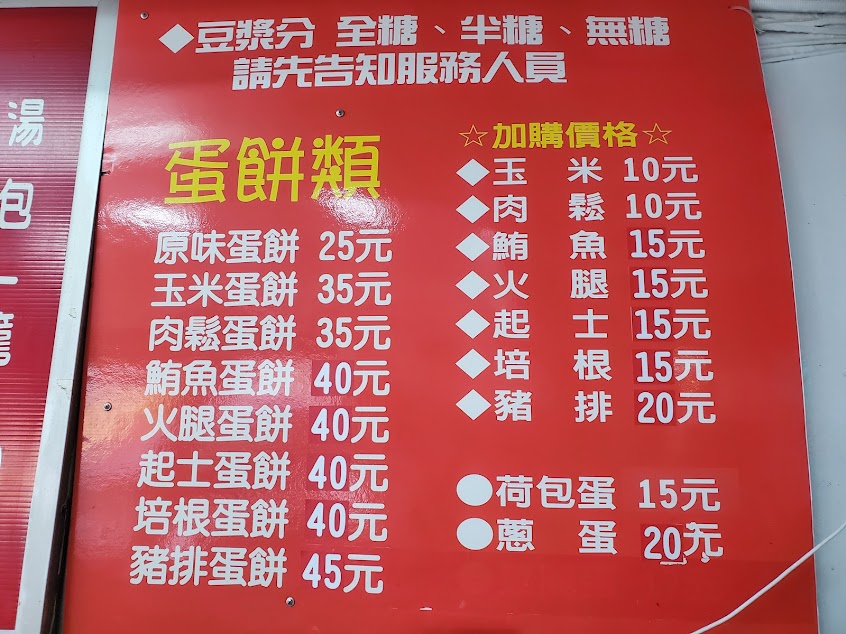 ◆豆漿分 全糖、半糖、無糖
請先告知服務人員
蛋餅類
原味蛋餅 25元
玉米蛋餅 35元
肉鬆蛋餅 35元
鮪魚蛋餅 40元
火腿蛋餅 40元
起士蛋餅 40元
培根蛋餅 40元
豬排蛋餅 45元
☆加購價格☆
◆玉米 10元
◆肉鬆 10元
◆鮪魚 15元
◆火腿 15元
◆起士 15元
◆培根 15元
◆豬排 20元
●荷包蛋 15元
●蔥蛋 20元
湯
包
一